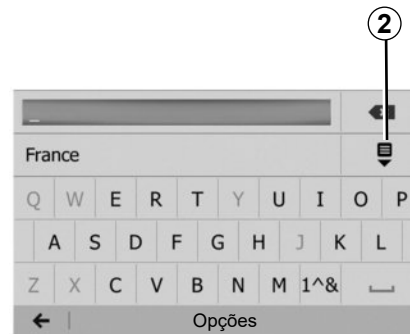 2
_
France
Q W E R T Y U I O P
A S D F G H J K L
Z X C V B N M 1^&
Opções